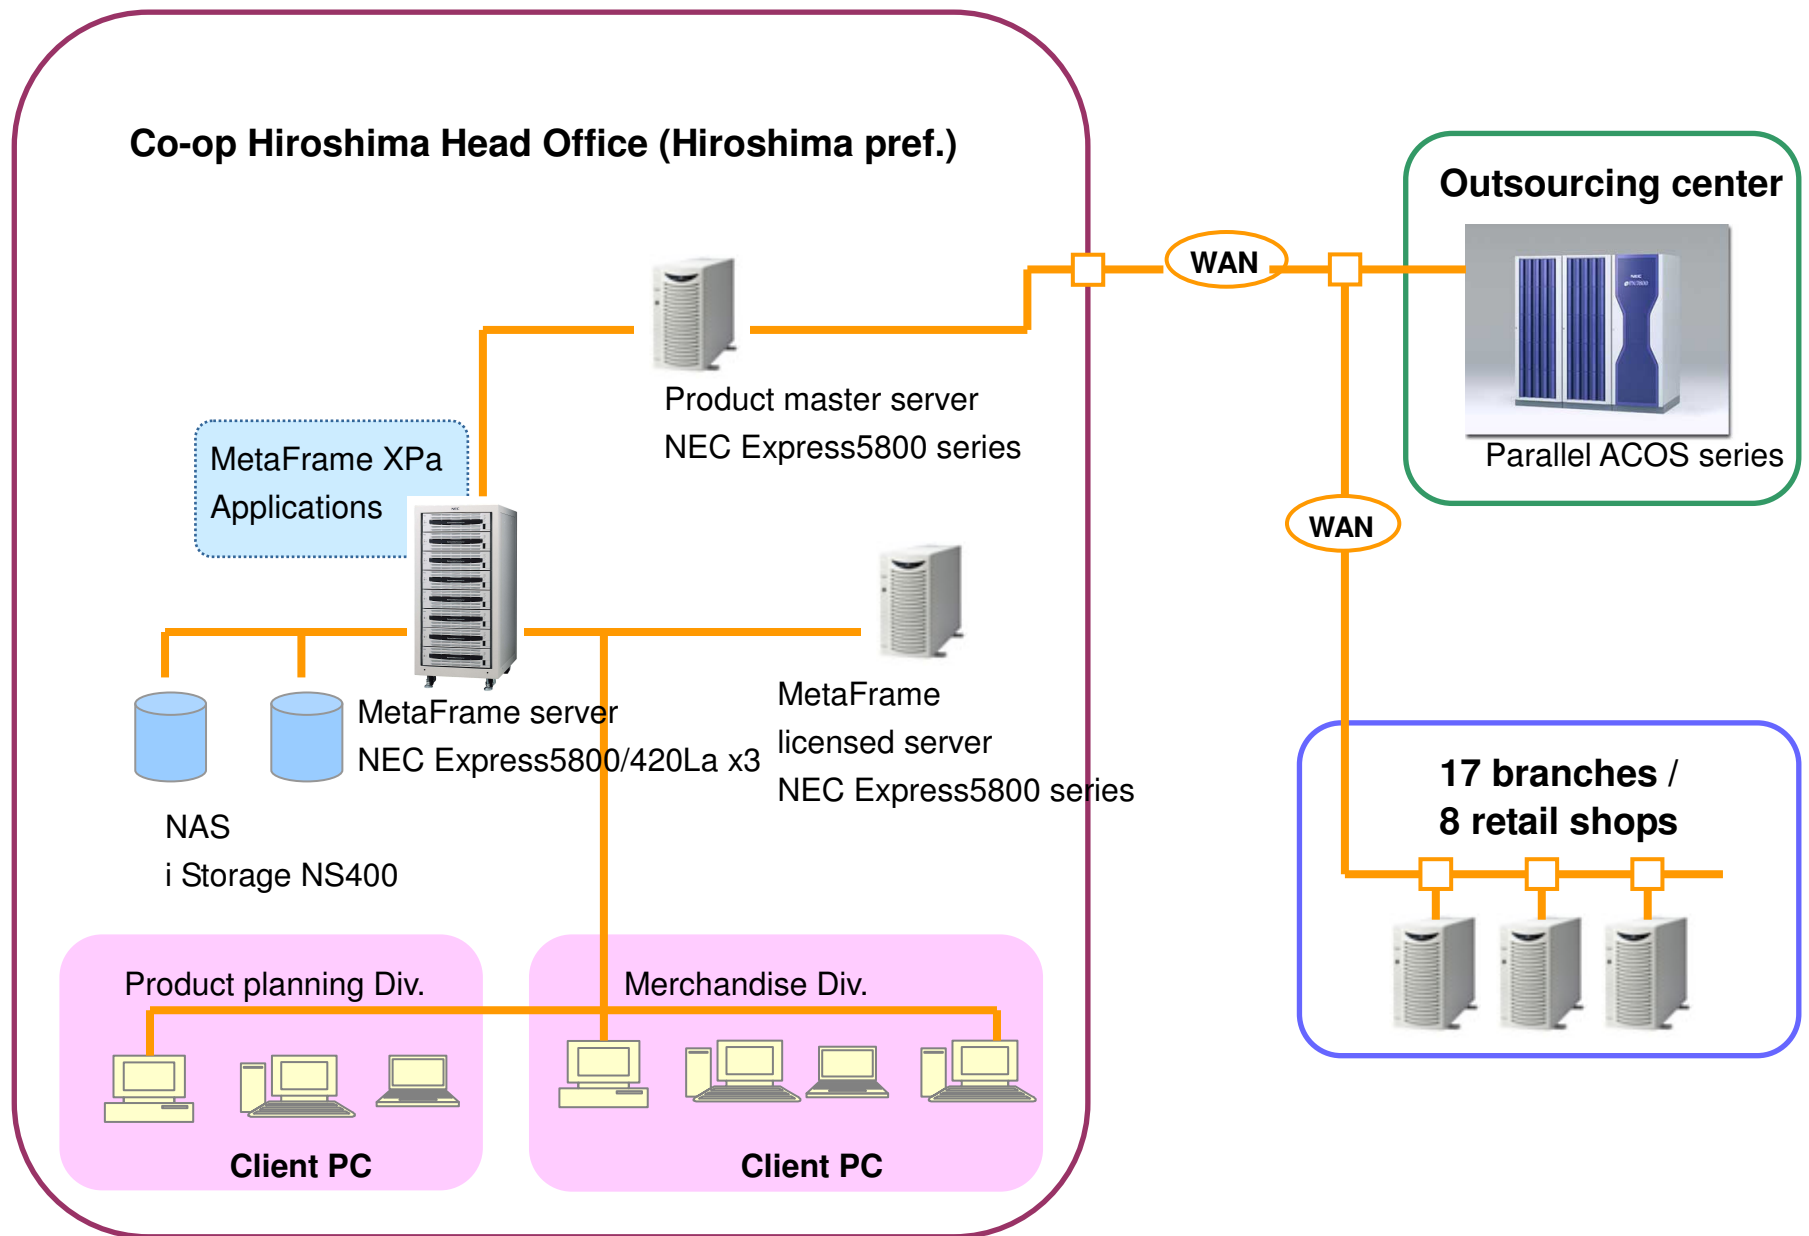 Co-op Hiroshima Head Office (Hiroshima pref.)
Outsourcing center
WAN
NEC
Parallel ACOS series
Product master server
NEC Express5800 series
MetaFrame XPa
Applications
WAN
MetaFrame server
NEC Express5800/420La x3
MetaFrame
licensed server
NEC Express5800 series
NAS
i Storage NS400
17 branches /
8 retail shops
Product planning Div.
Merchandise Div.
Client PC
Client PC